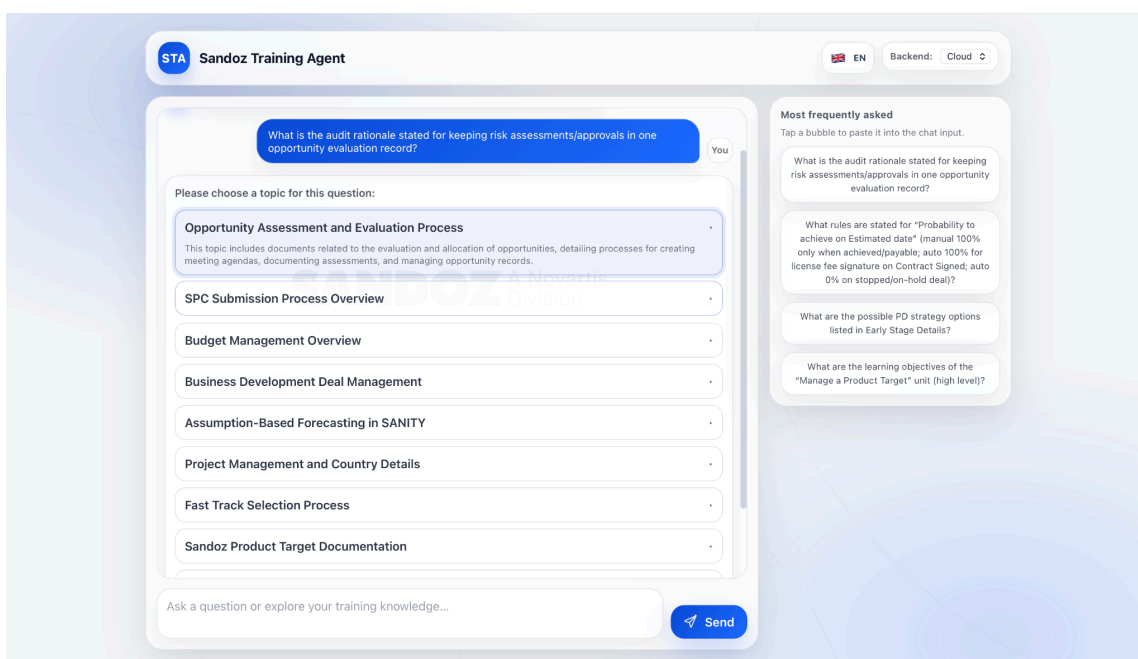 STA
Sandoz Training Agent
EN
Backend:
Cloud
What is the audit rationale stated for keeping risk assessments/approvals in one
opportunity evaluation record?
You
Please choose a topic for this question:
Opportunity Assessment and Evaluation Process
This topic includes documents related to the evaluation and allocation of opportunities, detailing processes for creating
meeting agendas, documenting assessments, and managing opportunity records.
SANDOZ A Novartis
Division
SPC Submission Process Overview
Budget Management Overview
Business Development Deal Management
Assumption-Based Forecasting in SANITY
Project Management and Country Details
Fast Track Selection Process
Sandoz Product Target Documentation
Ask a question or explore your training knowledge...
Send
Most frequently asked
Tap a bubble to paste it into the chat input.
What is the audit rationale stated for keeping
risk assessments/approvals in one opportunity
evaluation record?
What rules are stated for “Probability to
achieve on Estimated date” (manual 100%
only when achieved/payable; auto 100% for
license fee signature on Contract Signed; auto
0% on stopped/on-hold deal)?
What are the possible PD strategy options
listed in Early Stage Details?
What are the learning objectives of the
“Manage a Product Target” unit (high level)?